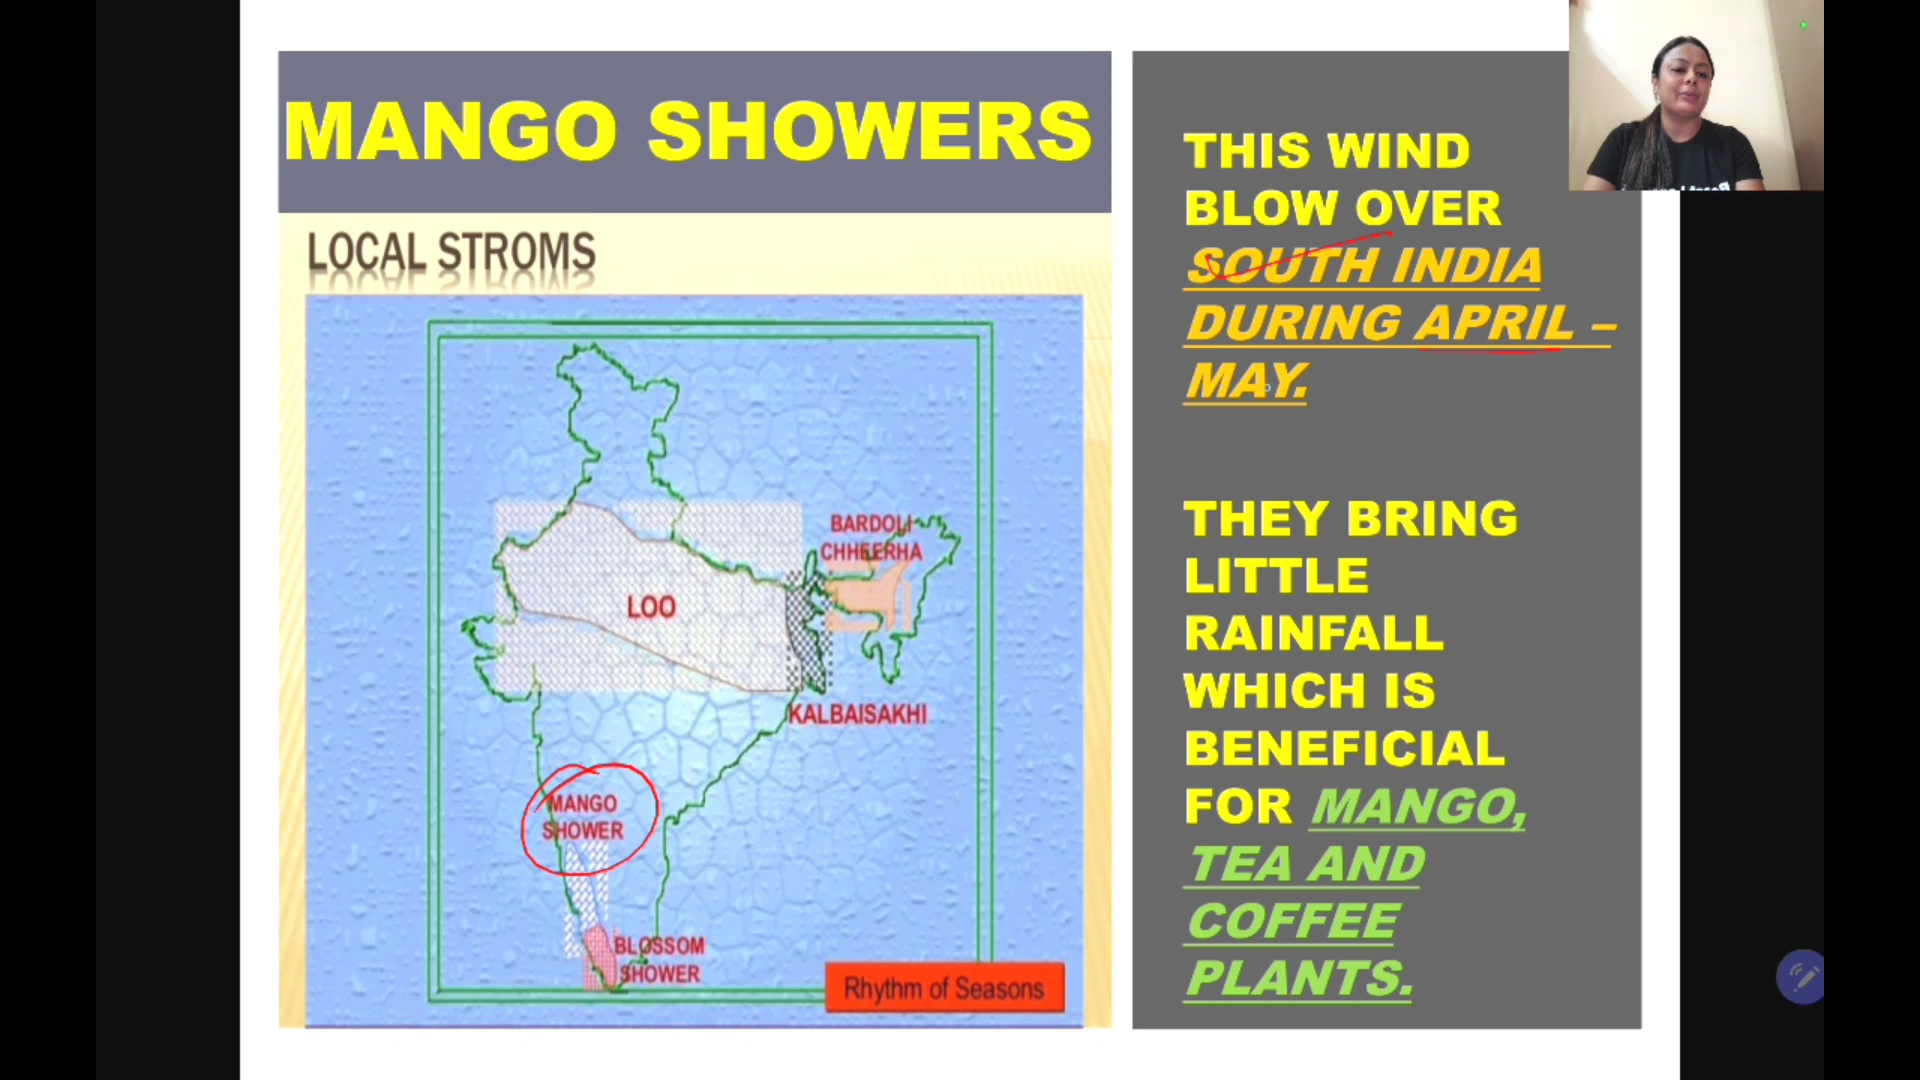 MANGO SHOWERS
LOCAL STROMS
BARDOLI
CHHEERHA
LOO
KALBAISAKHI
MANGO
SHOWER
BLOSSOM
SHOWER
Rhythm of Seasons
THIS WIND
BLOW OVER
SOUTH INDIA
DURING APRIL –
MAY.
THEY BRING
LITTLE
RAINFALL
WHICH IS
BENEFICIAL
FOR MANGO,
TEA AND
COFFEE
PLANTS.